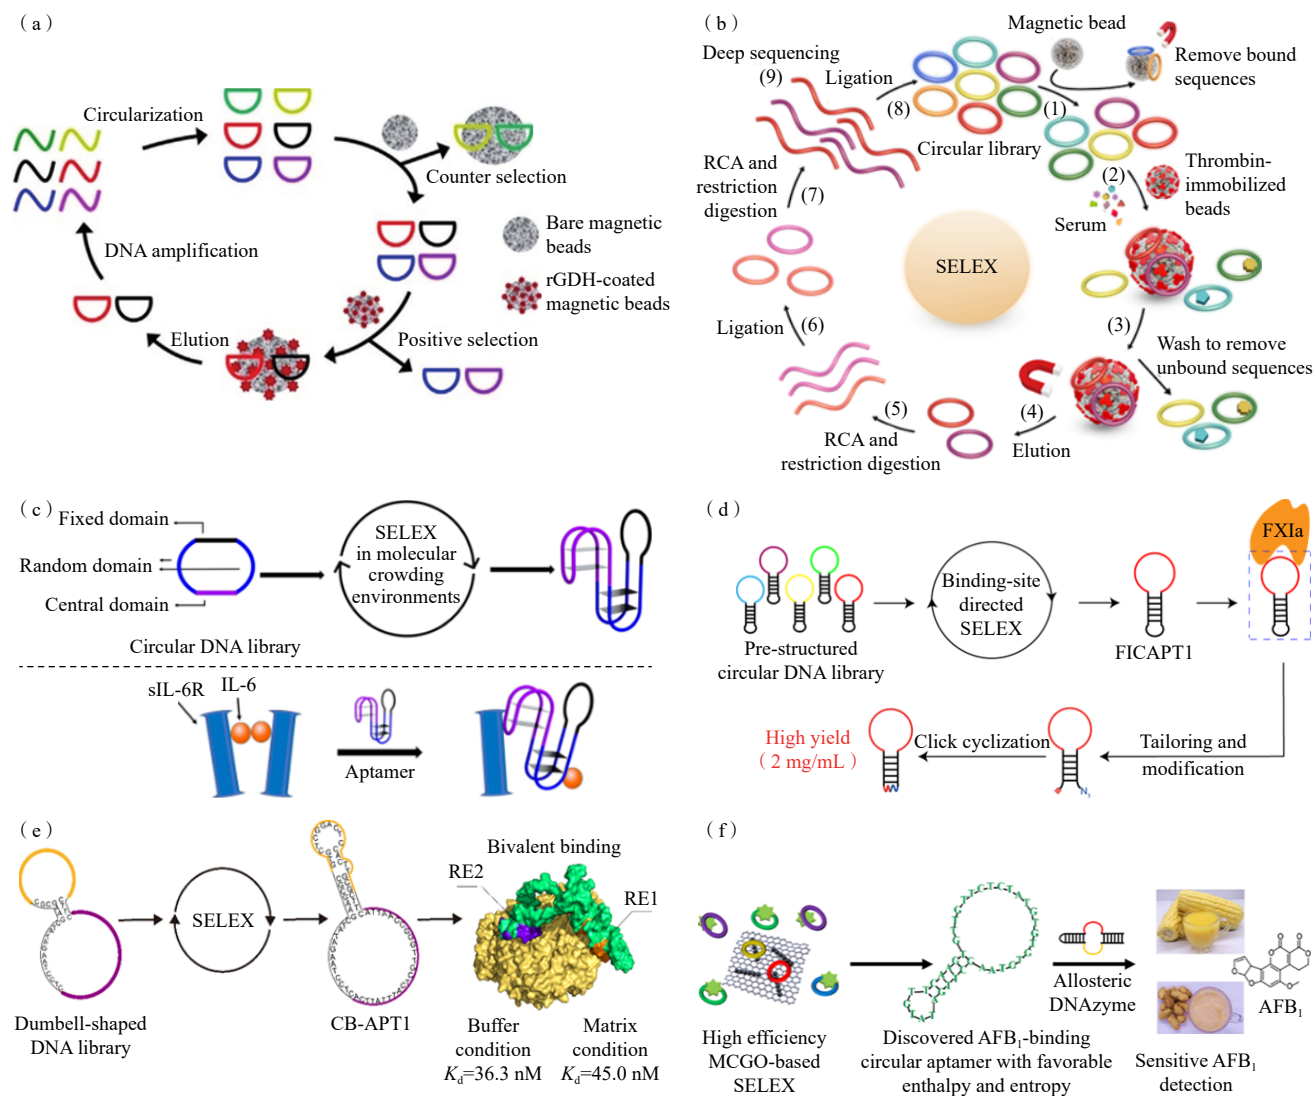 (a)
Circularization
Counter selection
DNA amplification
Bare magnetic
beads
rGDH-coated
magnetic beads
Elution
Positive selection
(b)
Magnetic bead
Deep sequencing
(9)
Ligation
Remove bound
sequences
(8)
(1)
Circular library
RCA and
restriction
digestion
(7)
(2)
Thrombin-
immobilized
beads
Serum
SELEX
Ligation
(6)
(3)
Wash to remove
unbound sequences
(5)
(4)
RCA and
restriction digestion
Elution
(c)
Fixed domain
Random domain
Central domain
SELEX
in molecular
crowding
environments
Circular DNA library
sIL-6R
IL-6
Aptamer
(d)
FXIa
Binding-site
directed
SELEX
Pre-structured
circular DNA library
FICAPT1
High yield
(2 mg/mL)
Click cyclization
Tailoring and
modification
N3
(e)
Bivalent binding
RE2
RE1
SELEX
Dumbell-shaped
DNA library
CB-APT1
Buffer
condition
Kd=36.3 nM
Matrix
condition
Kd=45.0 nM
(f)
Allosteric
DNAzyme
AFB1
High efficiency
MCGO-based
SELEX
Discovered AFB1-binding
circular aptamer with favorable
enthalpy and entropy
Sensitive AFB1
detection